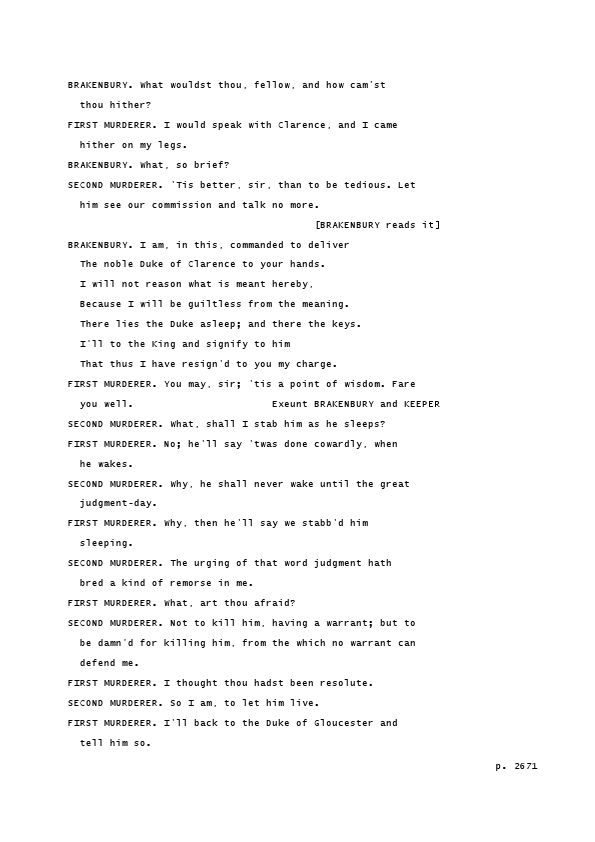 BRAKENBURY. What wouldst thou, fellow, and how cam'st
thou hither?
FIRST MURDERER. I would speak with Clarence, and I came
hither on my legs.
BRAKENBURY. What, so brief?
SECOND MURDERER. 'Tis better, sir, than to be tedious. Let
him see our commission and talk no more.
[BRAKENBURY reads it]
BRAKENBURY. I am, in this, commanded to deliver
The noble Duke of Clarence to your hands.
I will not reason what is meant hereby,
Because I will be guiltless from the meaning.
There lies the Duke asleep; and there the keys.
I'll to the King and signify to him
That thus I have resign'd to you my charge.
FIRST MURDERER. You may, sir; 'tis a point of wisdom. Fare
you well. Exeunt BRAKENBURY and KEEPER
SECOND MURDERER. What, shall I stab him as he sleeps?
FIRST MURDERER. No; he'll say 'twas done cowardly, when
he wakes.
SECOND MURDERER. Why, he shall never wake until the great
judgment-day.
FIRST MURDERER. Why, then he'll say we stabb'd him
sleeping.
SECOND MURDERER. The urging of that word judgment hath
bred a kind of remorse in me.
FIRST MURDERER. What, art thou afraid?
SECOND MURDERER. Not to kill him, having a warrant; but to
be damn'd for killing him, from the which no warrant can
defend me.
FIRST MURDERER. I thought thou hadst been resolute.
SECOND MURDERER. So I am, to let him live.
FIRST MURDERER. I'll back to the Duke of Gloucester and
tell him so.
p. 2671